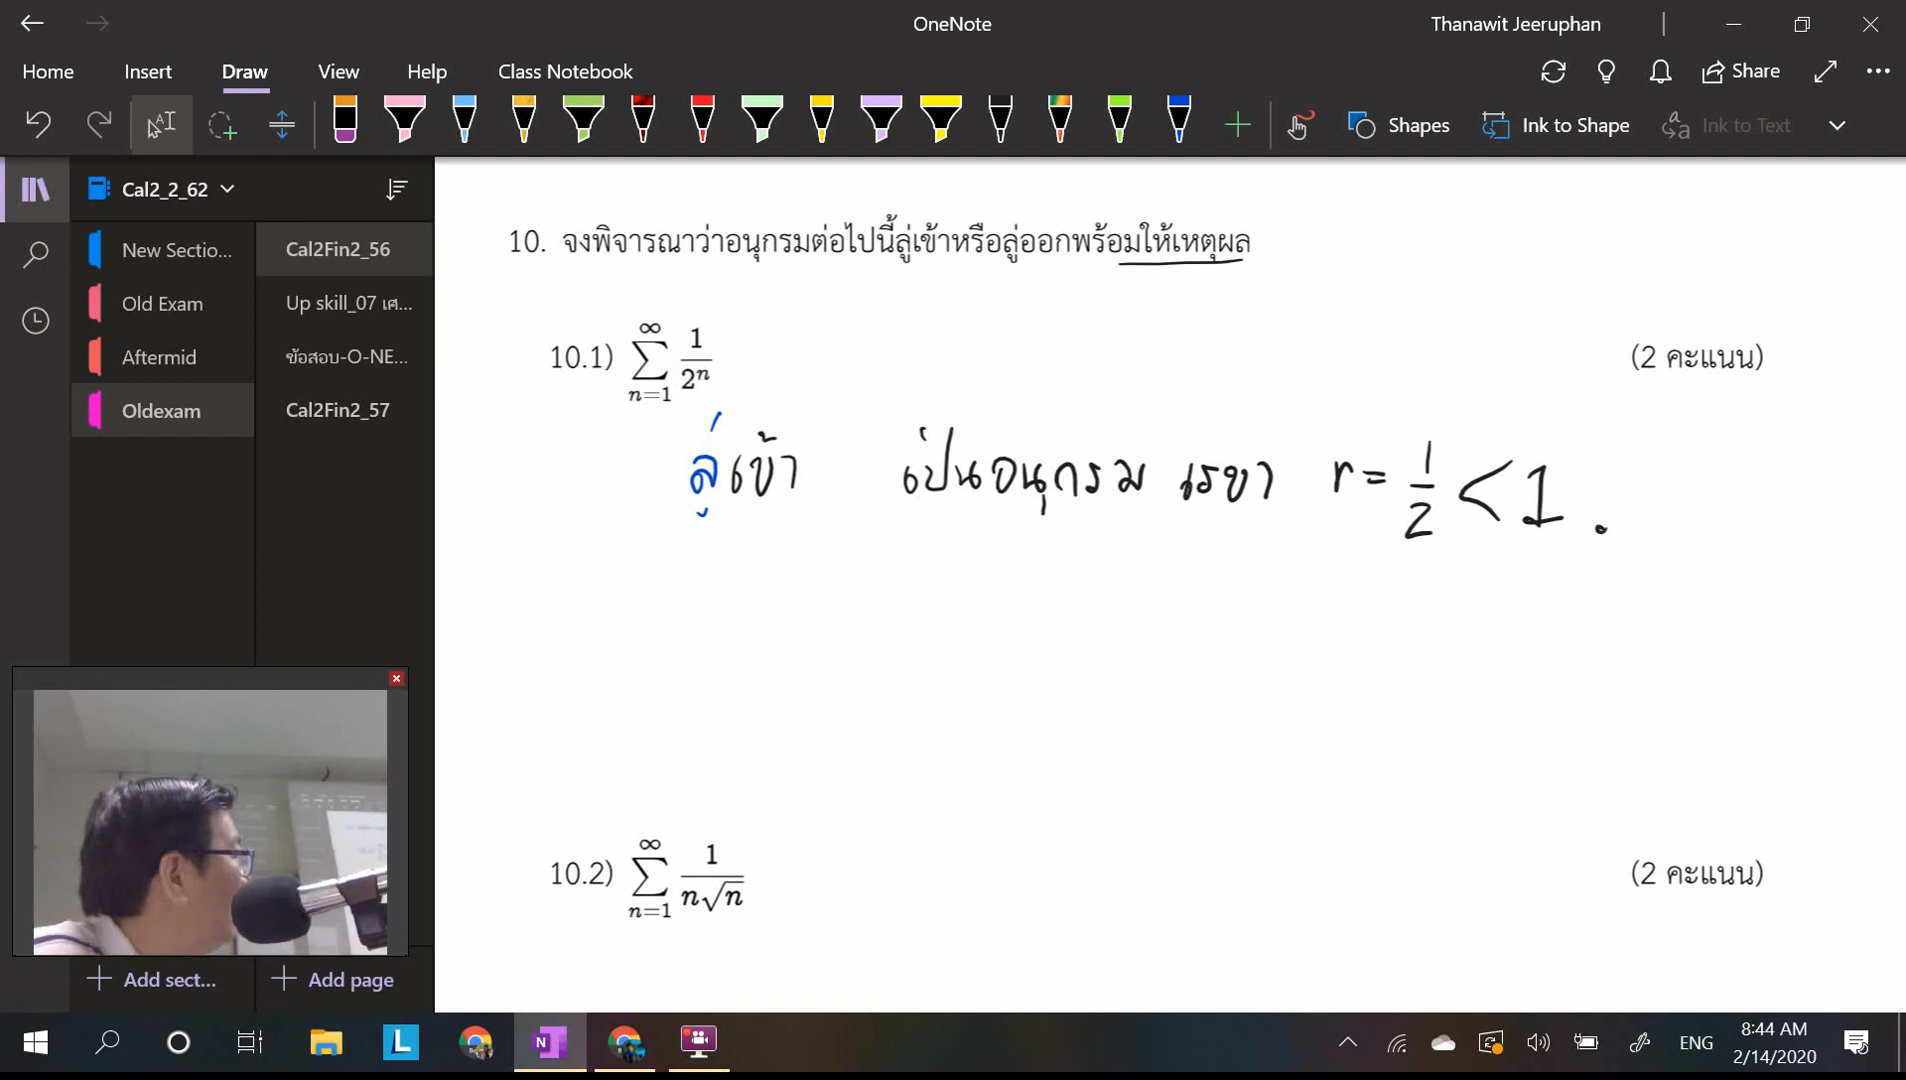 OneNote
Thanawit Jeeruphan
Home Insert Draw View Help Class Notebook
Share
Shapes Ink to Shape Ink to Text
Cal2_2_62
New Sectio...
Old Exam
Aftermid
Oldexam
Cal2Fin2_56
Up skill_07 เศ...
ข้อสอบ-O-NE...
Cal2Fin2_57
10. จงพิจารณาว่าอนุกรมต่อไปนี้ลู่เข้าหรือลู่ออกพร้อมให้เหตุผล
10.1) ∑_{n=1}^{∞} 1/2ⁿ (2 คะแนน)
ลู่เข้า เป็นอนุกรม เรขา r = 1/2 < 1 .
10.2) ∑_{n=1}^{∞} 1/(n√n) (2 คะแนน)
Add sect... Add page
ENG
8:44 AM
2/14/2020